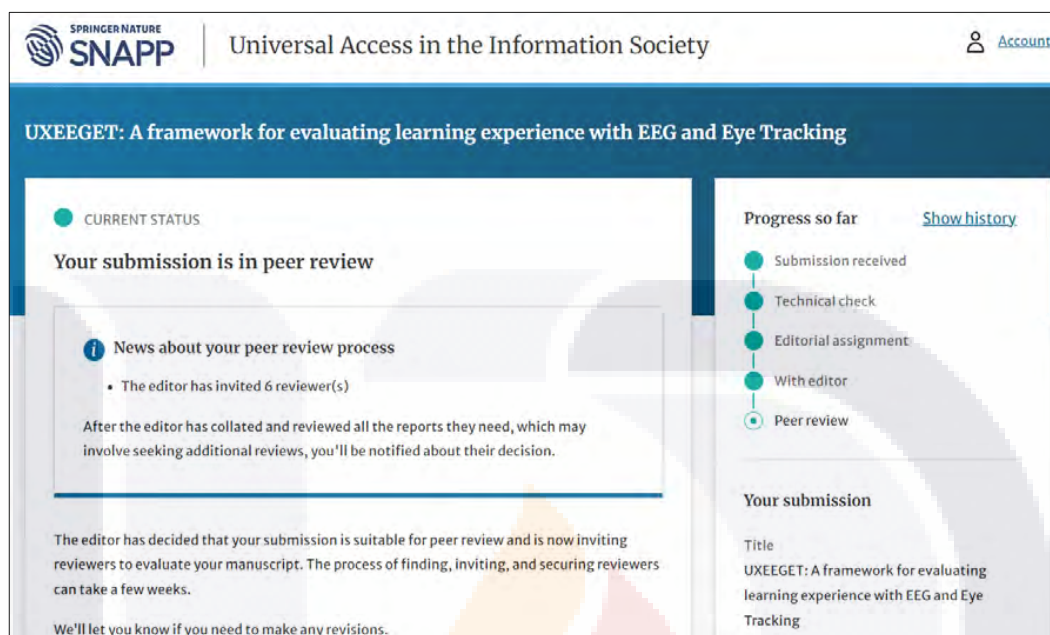 SPRINGER NATURE
SNAPP
Universal Access in the Information Society
Account
UXEEGET: A framework for evaluating learning experience with EEG and Eye Tracking
CURRENT STATUS
Your submission is in peer review
News about your peer review process
• The editor has invited 6 reviewer(s)
After the editor has collated and reviewed all the reports they need, which may
involve seeking additional reviews, you'll be notified about their decision.
The editor has decided that your submission is suitable for peer review and is now inviting
reviewers to evaluate your manuscript. The process of finding, inviting, and securing reviewers
can take a few weeks.
We'll let you know if you need to make any revisions.
Progress so far
Show history
Submission received
Technical check
Editorial assignment
With editor
Peer review
Your submission
Title
UXEEGET: A framework for evaluating
learning experience with EEG and Eye
Tracking